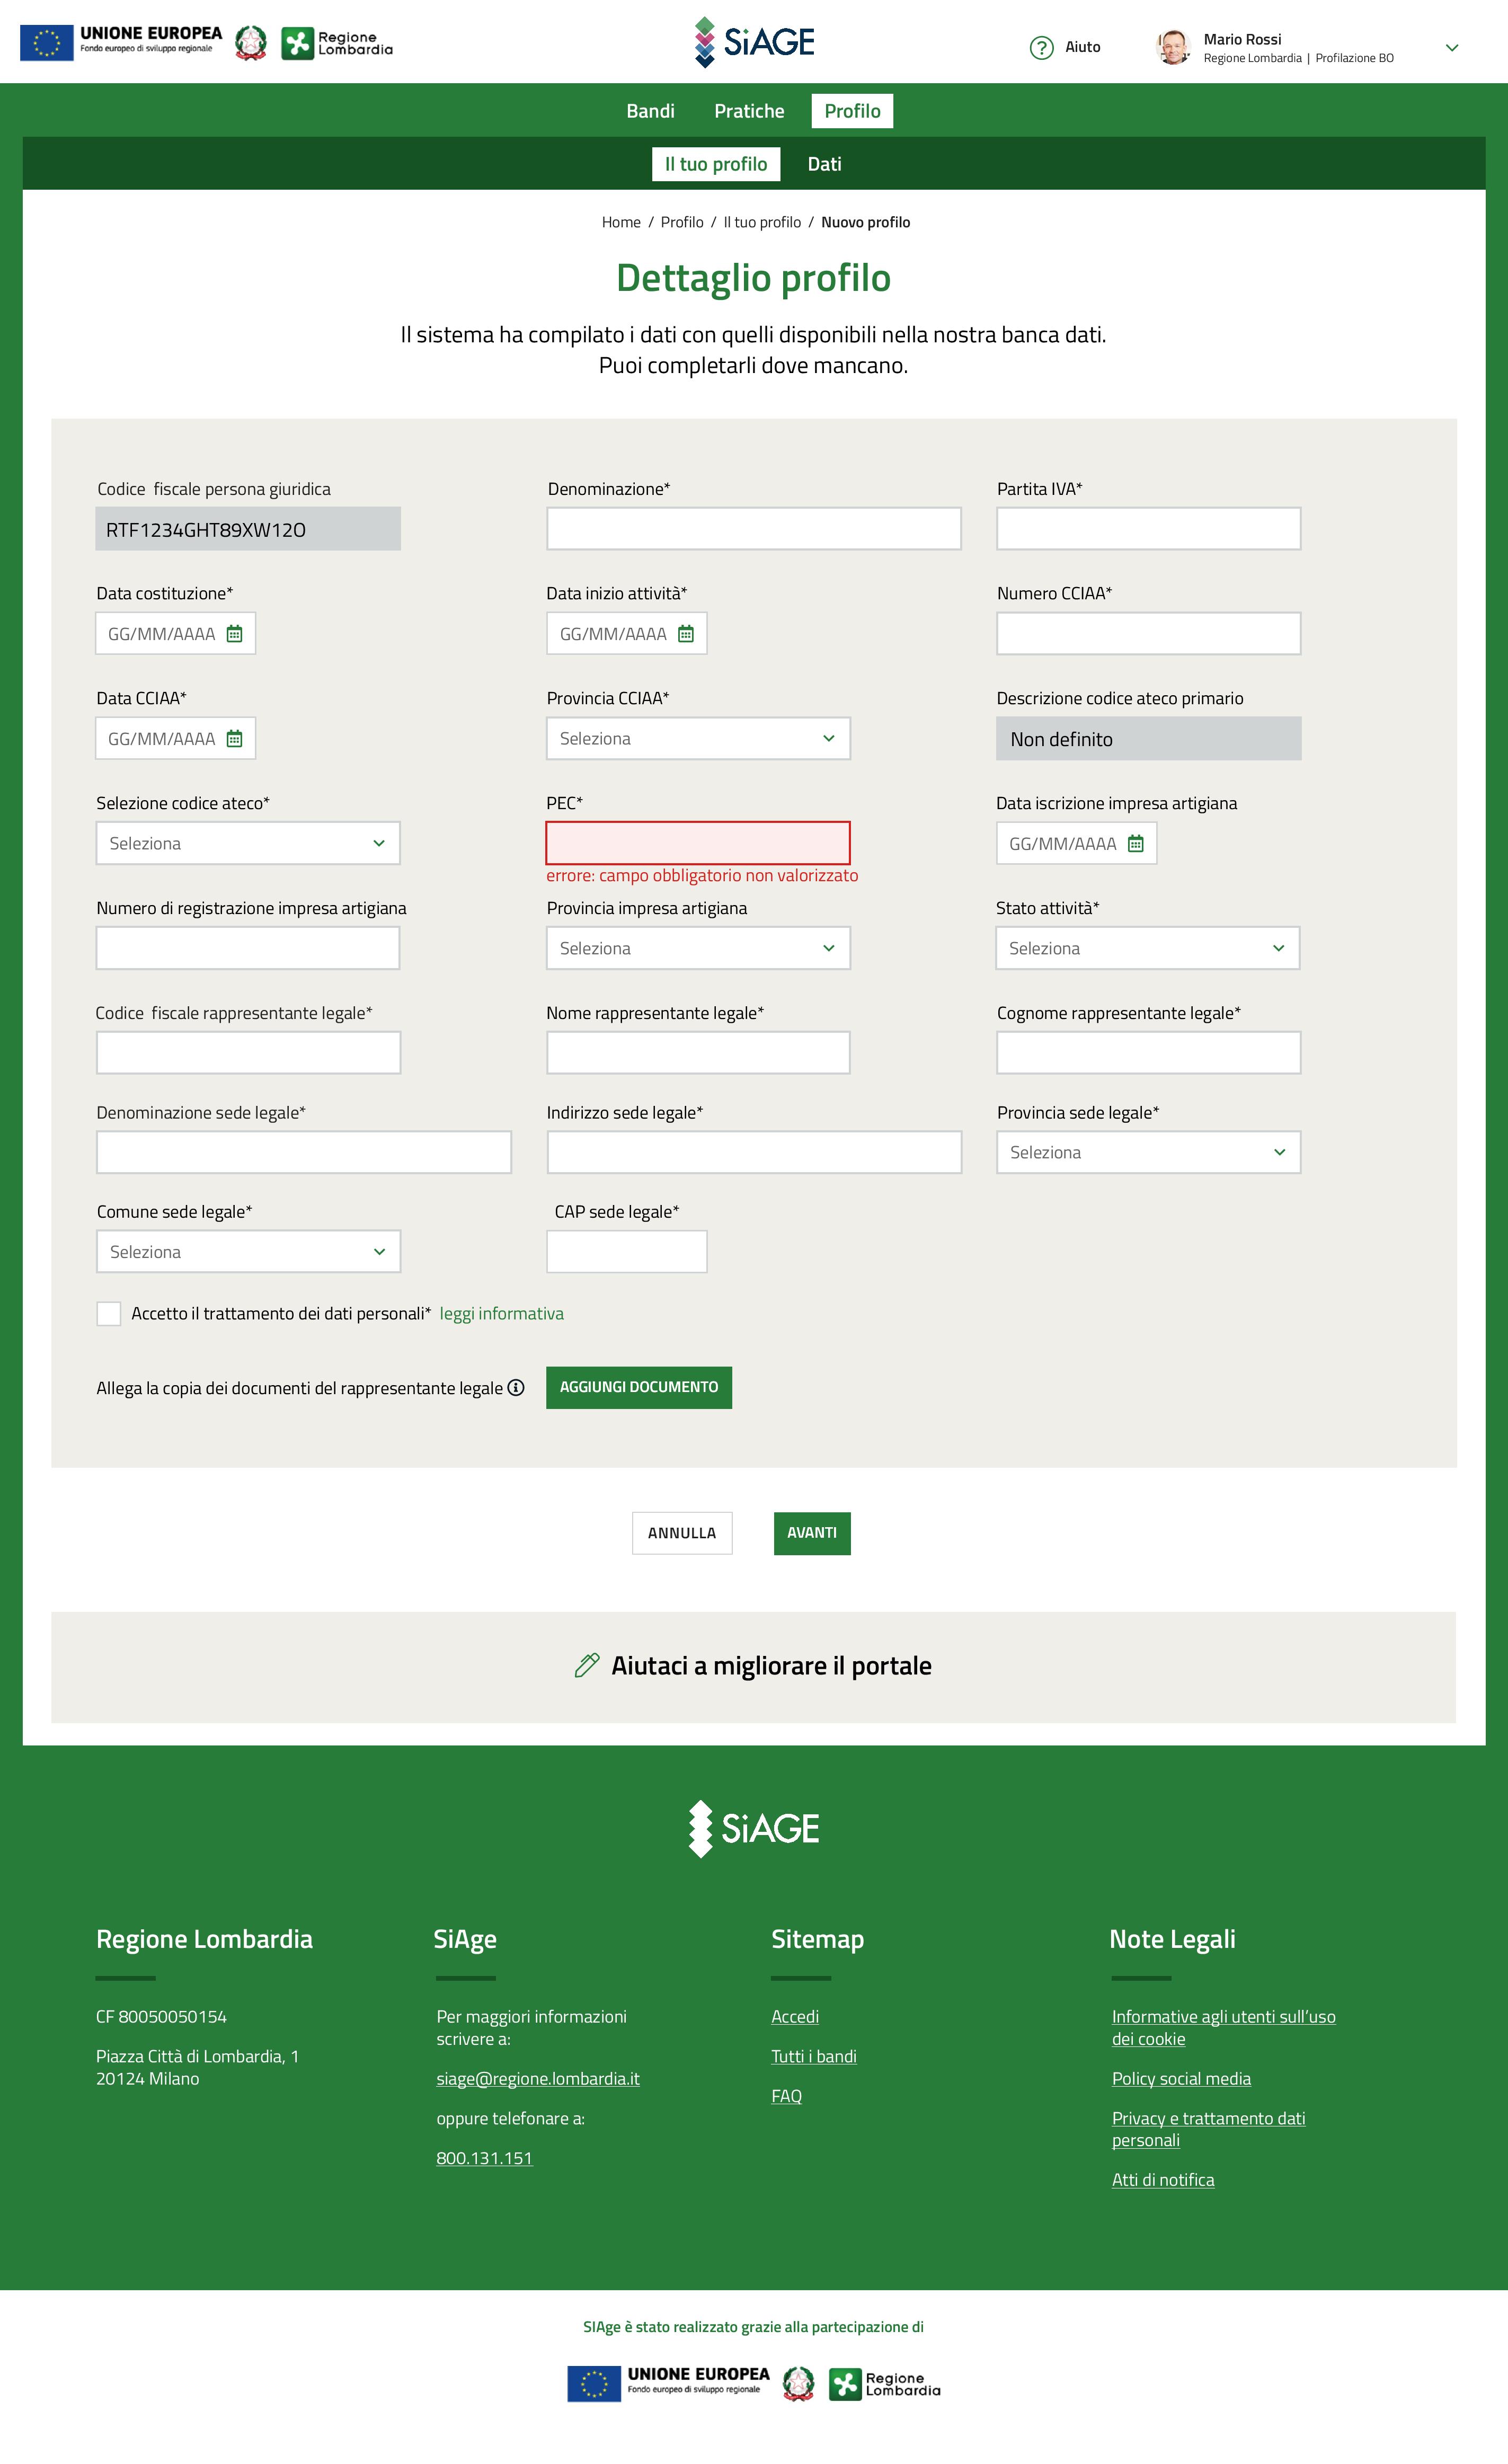 UNIONE EUROPEA
Fondo europeo di sviluppo regionale
Regione
Lombardia
SiAGE
Aiuto
Mario Rossi
Regione Lombardia | Profilazione BO
Bandi Pratiche Profilo
Il tuo profilo Dati
Home / Profilo / Il tuo profilo / Nuovo profilo
Dettaglio profilo
Il sistema ha compilato i dati con quelli disponibili nella nostra banca dati.
Puoi completarli dove mancano.
Codice fiscale persona giuridica
RTF1234GHT89XW12O
Denominazione*
Partita IVA*
Data costituzione*
GG/MM/AAAA
Data inizio attività*
GG/MM/AAAA
Numero CCIAA*
Data CCIAA*
GG/MM/AAAA
Provincia CCIAA*
Seleziona
Descrizione codice ateco primario
Non definito
Selezione codice ateco*
Seleziona
PEC*
errore: campo obbligatorio non valorizzato
Data iscrizione impresa artigiana
GG/MM/AAAA
Numero di registrazione impresa artigiana
Provincia impresa artigiana
Seleziona
Stato attività*
Seleziona
Codice fiscale rappresentante legale*
Nome rappresentante legale*
Cognome rappresentante legale*
Denominazione sede legale*
Indirizzo sede legale*
Provincia sede legale*
Seleziona
Comune sede legale*
Seleziona
CAP sede legale*
Accetto il trattamento dei dati personali* leggi informativa
Allega la copia dei documenti del rappresentante legale
AGGIUNGI DOCUMENTO
ANNULLA
AVANTI
Aiutaci a migliorare il portale
SiAGE
Regione Lombardia
CF 80050050154
Piazza Città di Lombardia, 1
20124 Milano
SiAge
Per maggiori informazioni
scrivere a:
siage@regione.lombardia.it
oppure telefonare a:
800.131.151
Sitemap
Accedi
Tutti i bandi
FAQ
Note Legali
Informative agli utenti sull'uso
dei cookie
Policy social media
Privacy e trattamento dati
personali
Atti di notifica
SIAge è stato realizzato grazie alla partecipazione di
UNIONE EUROPEA
Fondo europeo di sviluppo regionale
Regione
Lombardia